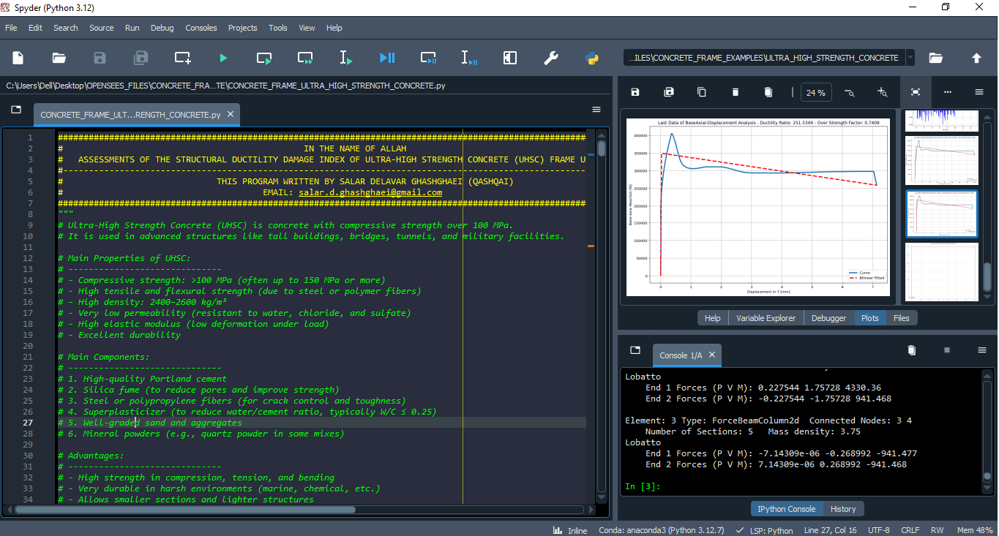 Spyder (Python 3.12)
File Edit Search Source Run Debug Consoles Projects Tools View Help
...ILES\CONCRETE_FRAME_EXAMPLES\ULTRA_HIGH_STRENGTH_CONCRETE
C:\Users\Dell\Desktop\OPENSEES_FILES\CONCRETE_FRA...TE\CONCRETE_FRAME_ULTRA_HIGH_STRENGTH_CONCRETE.py
CONCRETE_FRAME_ULT...RENGTH_CONCRETE.py
1 ####################################################################################################
2 # IN THE NAME OF ALLAH
3 # ASSESSMENTS OF THE STRUCTURAL DUCTILITY DAMAGE INDEX OF ULTRA-HIGH STRENGTH CONCRETE (UHSC) FRAME U
4 #---------------------------------------------------------------------------------------------------
5 # THIS PROGRAM WRITTEN BY SALAR DELAVAR GHASHGHAEI (QASHQAI)
6 # EMAIL: salar.d.ghashghaei@gmail.com
7 ####################################################################################################
8 """
9 # Ultra-High Strength Concrete (UHSC) is concrete with compressive strength over 100 MPa.
10 # It is used in advanced structures like tall buildings, bridges, tunnels, and military facilities.
11
12 # Main Properties of UHSC:
13 # ------------------------------
14 # - Compressive strength: >100 MPa (often up to 150 MPa or more)
15 # - High tensile and flexural strength (due to steel or polymer fibers)
16 # - High density: 2400–2600 kg/m³
17 # - Very low permeability (resistant to water, chloride, and sulfate)
18 # - High elastic modulus (low deformation under load)
19 # - Excellent durability
20
21 # Main Components:
22 # ------------------------------
23 # 1. High-quality Portland cement
24 # 2. Silica fume (to reduce pores and improve strength)
25 # 3. Steel or polypropylene fibers (for crack control and toughness)
26 # 4. Superplasticizer (to reduce water/cement ratio, typically W/C ≤ 0.25)
27 # 5. Well-graded sand and aggregates
28 # 6. Mineral powders (e.g., quartz powder in some mixes)
29
30 # Advantages:
31 # ------------------------------
32 # - High strength in compression, tension, and bending
33 # - Very durable in harsh environments (marine, chemical, etc.)
34 # - Allows smaller sections and lighter structures
24 %
Last Data of BaseAxial-Displacement Analysis - Ductility Ratio: 251.5349 - Over Strength Factor: 0.7409
Base-Axia Reaction [N]
400000
350000
300000
250000
200000
150000
100000
50000
0
0 1 2 3 4 5 6 7
Displacement in Y [mm]
Curve
Bilinear Fitted
Help Variable Explorer Debugger Plots Files
Console 1/A
Lobatto
End 1 Forces (P V M): 0.227544 1.75728 4330.36
End 2 Forces (P V M): -0.227544 -1.75728 941.468
Element: 3 Type: ForceBeamColumn2d Connected Nodes: 3 4
Number of Sections: 5 Mass density: 3.75
Lobatto
End 1 Forces (P V M): -7.14309e-06 -0.268992 -941.477
End 2 Forces (P V M): 7.14309e-06 0.268992 -941.468
In [3]:
IPython Console History
Inline Conda: anaconda3 (Python 3.12.7) LSP: Python Line 27, Col 16 UTF-8 CRLF RW Mem 48%